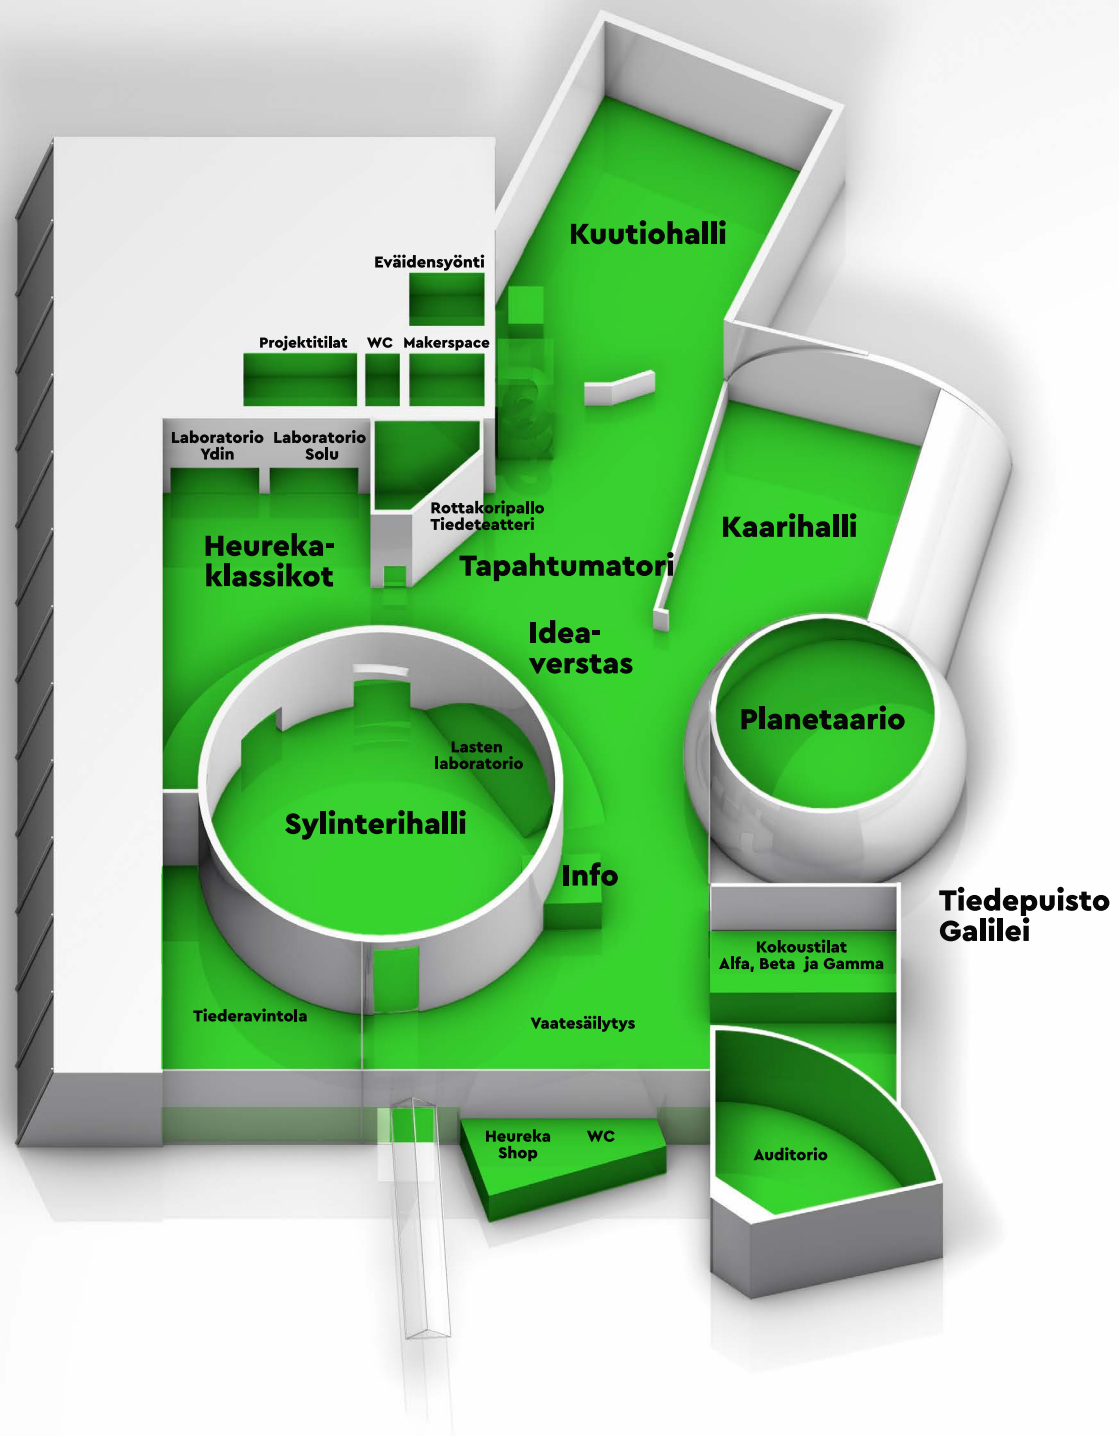 Kuutiohalli
Eväidensyönti
Projektitilat
WC
Makerspace
Laboratorio
Ydin
Laboratorio
Solu
Rottakoripallo
Tiedeteatteri
Heureka-
klassikot
Kaarihalli
Tapahtumatori
Idea-
verstas
Planetaario
Lasten
laboratorio
Sylinterihalli
Info
Tiedepuisto
Galilei
Kokoustilat
Alfa, Beta ja Gamma
Tiederavintola
Vaatesäilytys
Heureka
Shop
WC
Auditorio